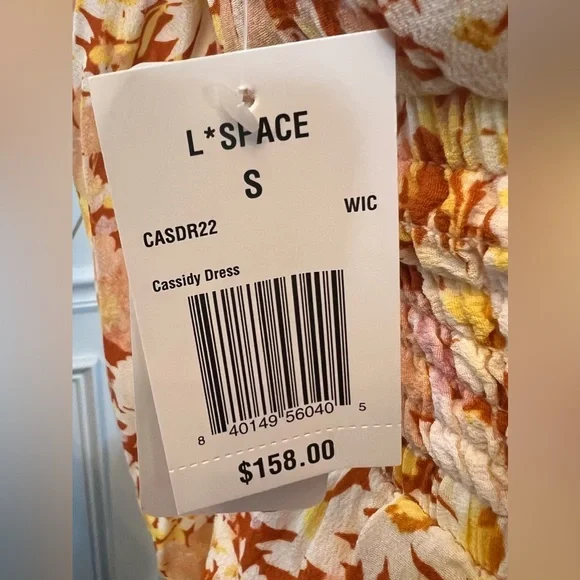 L*SPACE
S
CASDR22 WIC
Cassidy Dress
8 40149 56040 5
$158.00